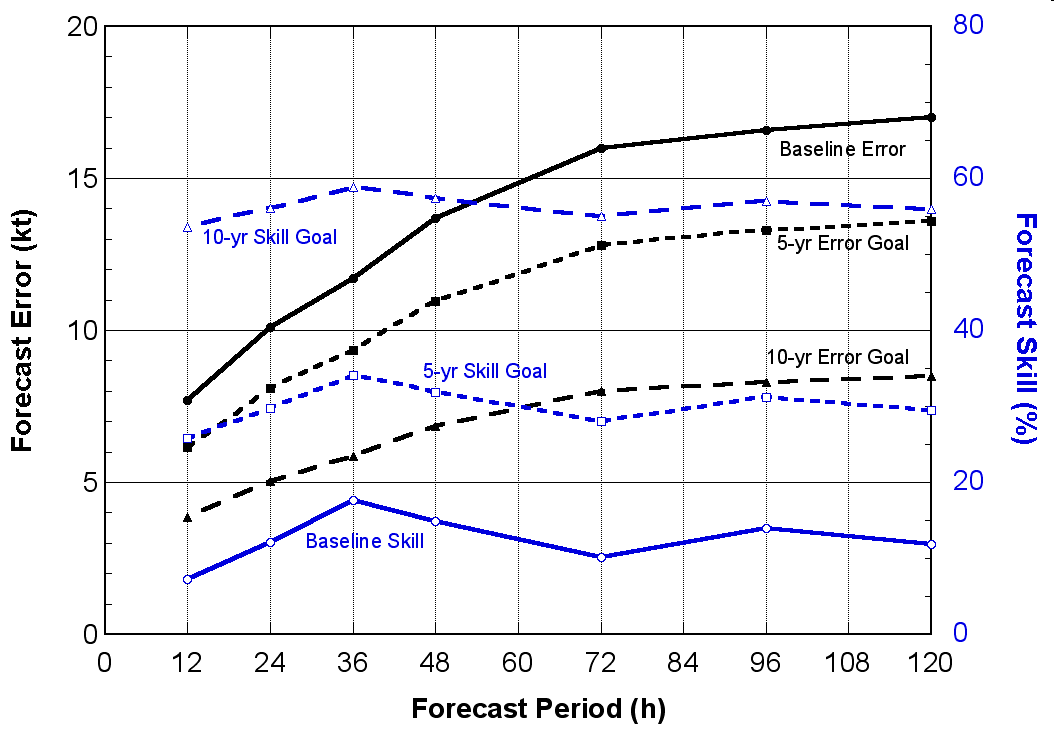 20
80
Baseline Error
15
60
10-yr Skill Goal
5-yr Error Goal
Forecast Error (kt)
Forecast Skill (%)
10
40
10-yr Error Goal
5-yr Skill Goal
5
20
Baseline Skill
0
0
0 12 24 36 48 60 72 84 96 108 120
Forecast Period (h)